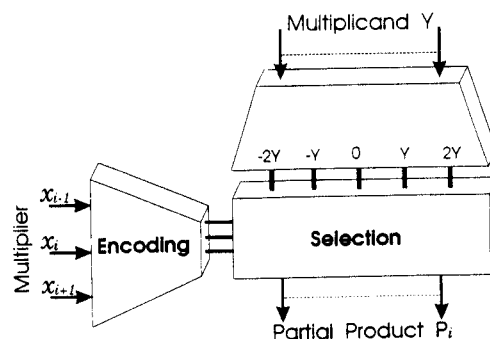 Multiplicand Y
-2Y -Y 0 Y 2Y
Multiplier
x_{i-1}
x_i
x_{i+1}
Encoding
Selection
Partial Product P_i